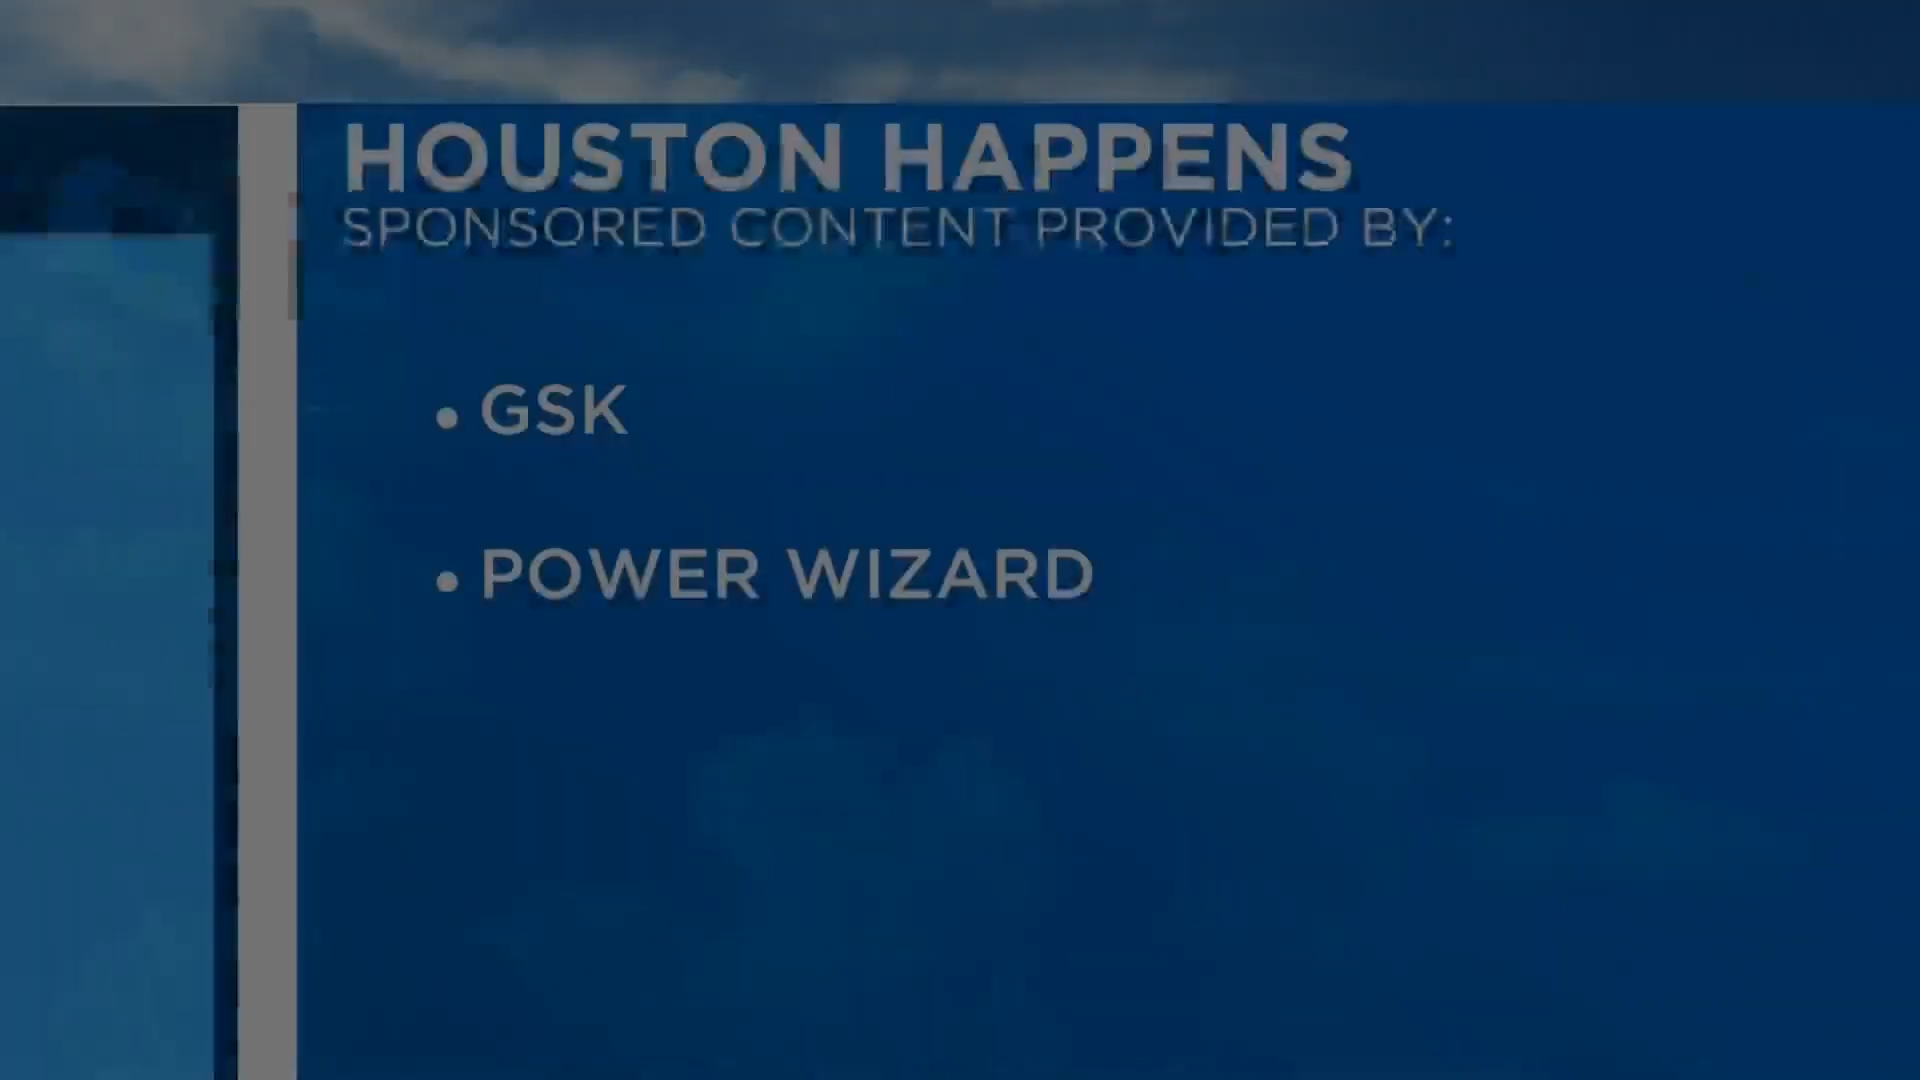 HOUSTON HAPPENS
SPONSORED CONTENT PROVIDED BY:
• GSK
• POWER WIZARD